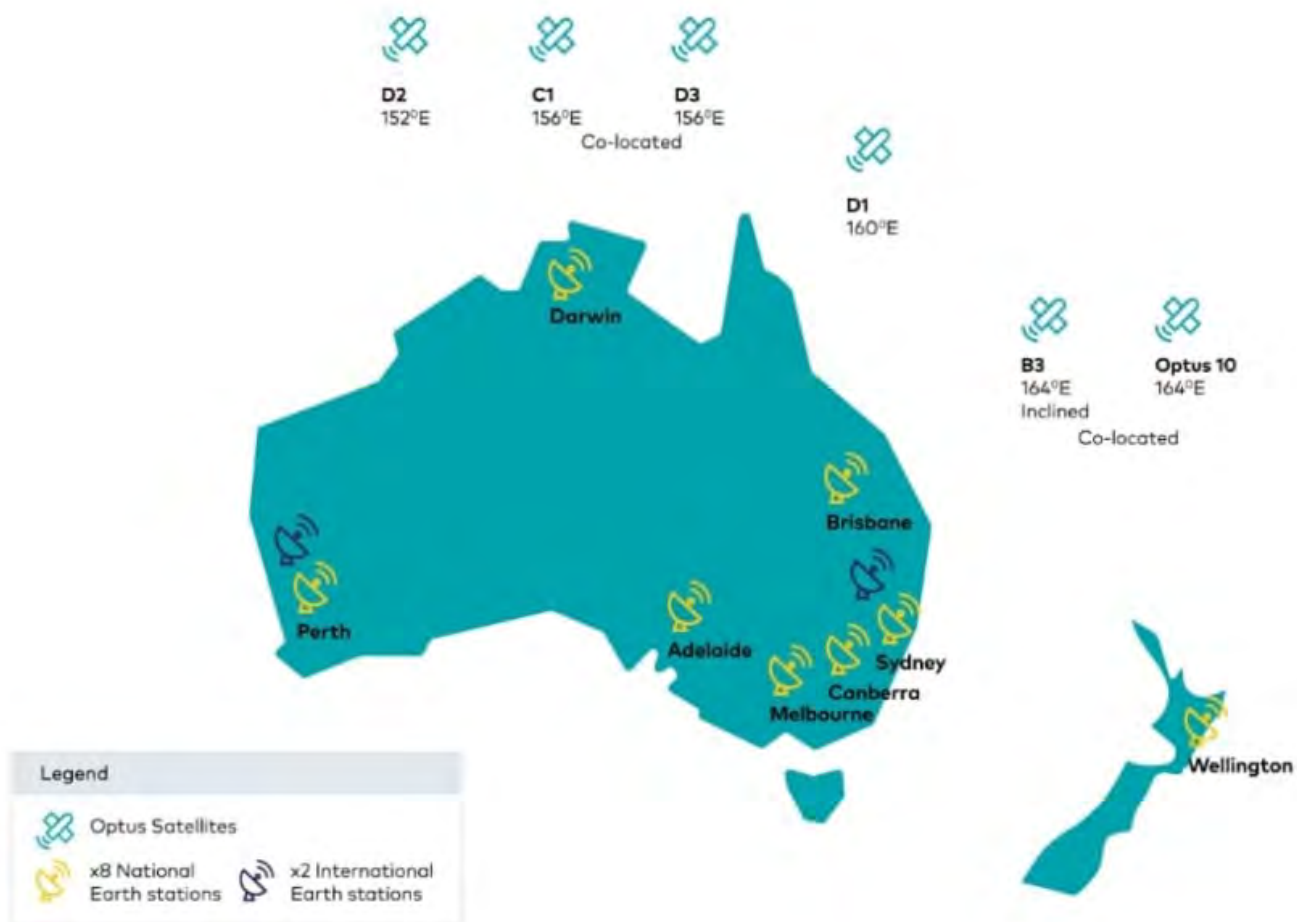 D2
152°E
C1
156°E
D3
156°E
Co-located
D1
160°E
B3
164°E
Inclined
Optus 10
164°E
Co-located
Darwin
Brisbane
Perth
Adelaide
Sydney
Canberra
Melbourne
Wellington
Legend
Optus Satellites
x8 National
Earth stations
x2 International
Earth stations